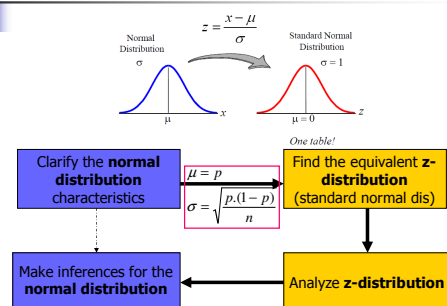 Normal
Distribution
σ
z = (x − μ) / σ
Standard Normal
Distribution
σ = 1
μ
x
μ = 0
z
One table!
Clarify the normal
distribution
characteristics
μ = p
σ = √(p.(1 − p) / n)
Find the equivalent z-
distribution
(standard normal dis)
Make inferences for the
normal distribution
Analyze z-distribution